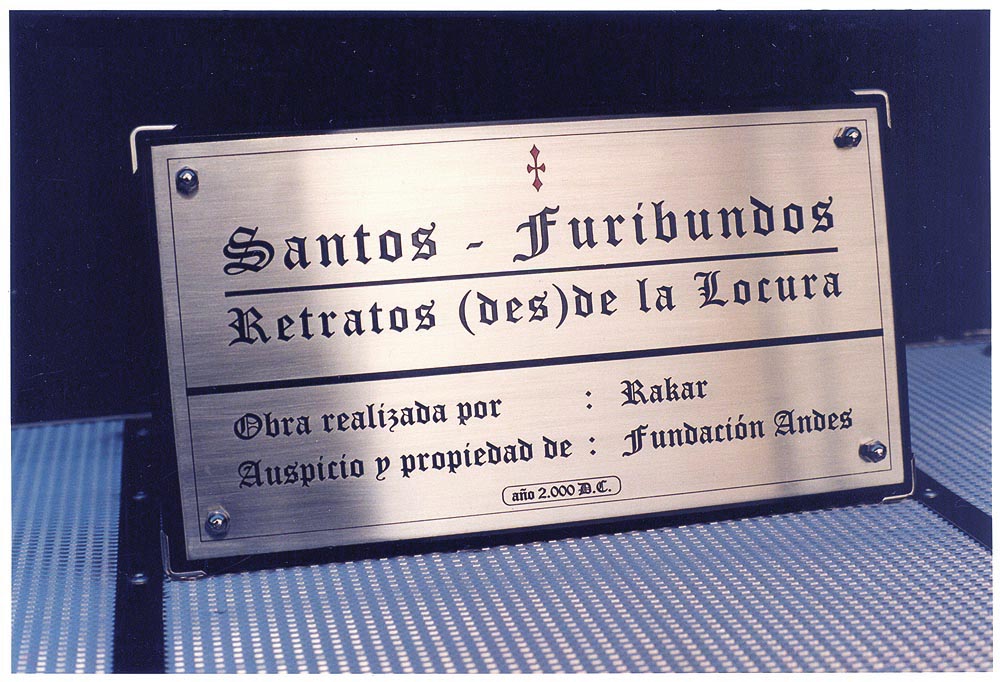 Santos - Furibundos
Retratos (des)de la Locura
Obra realizada por : Rakar
Auspicio y propiedad de : Fundación Andes
año 2.000 D.C.